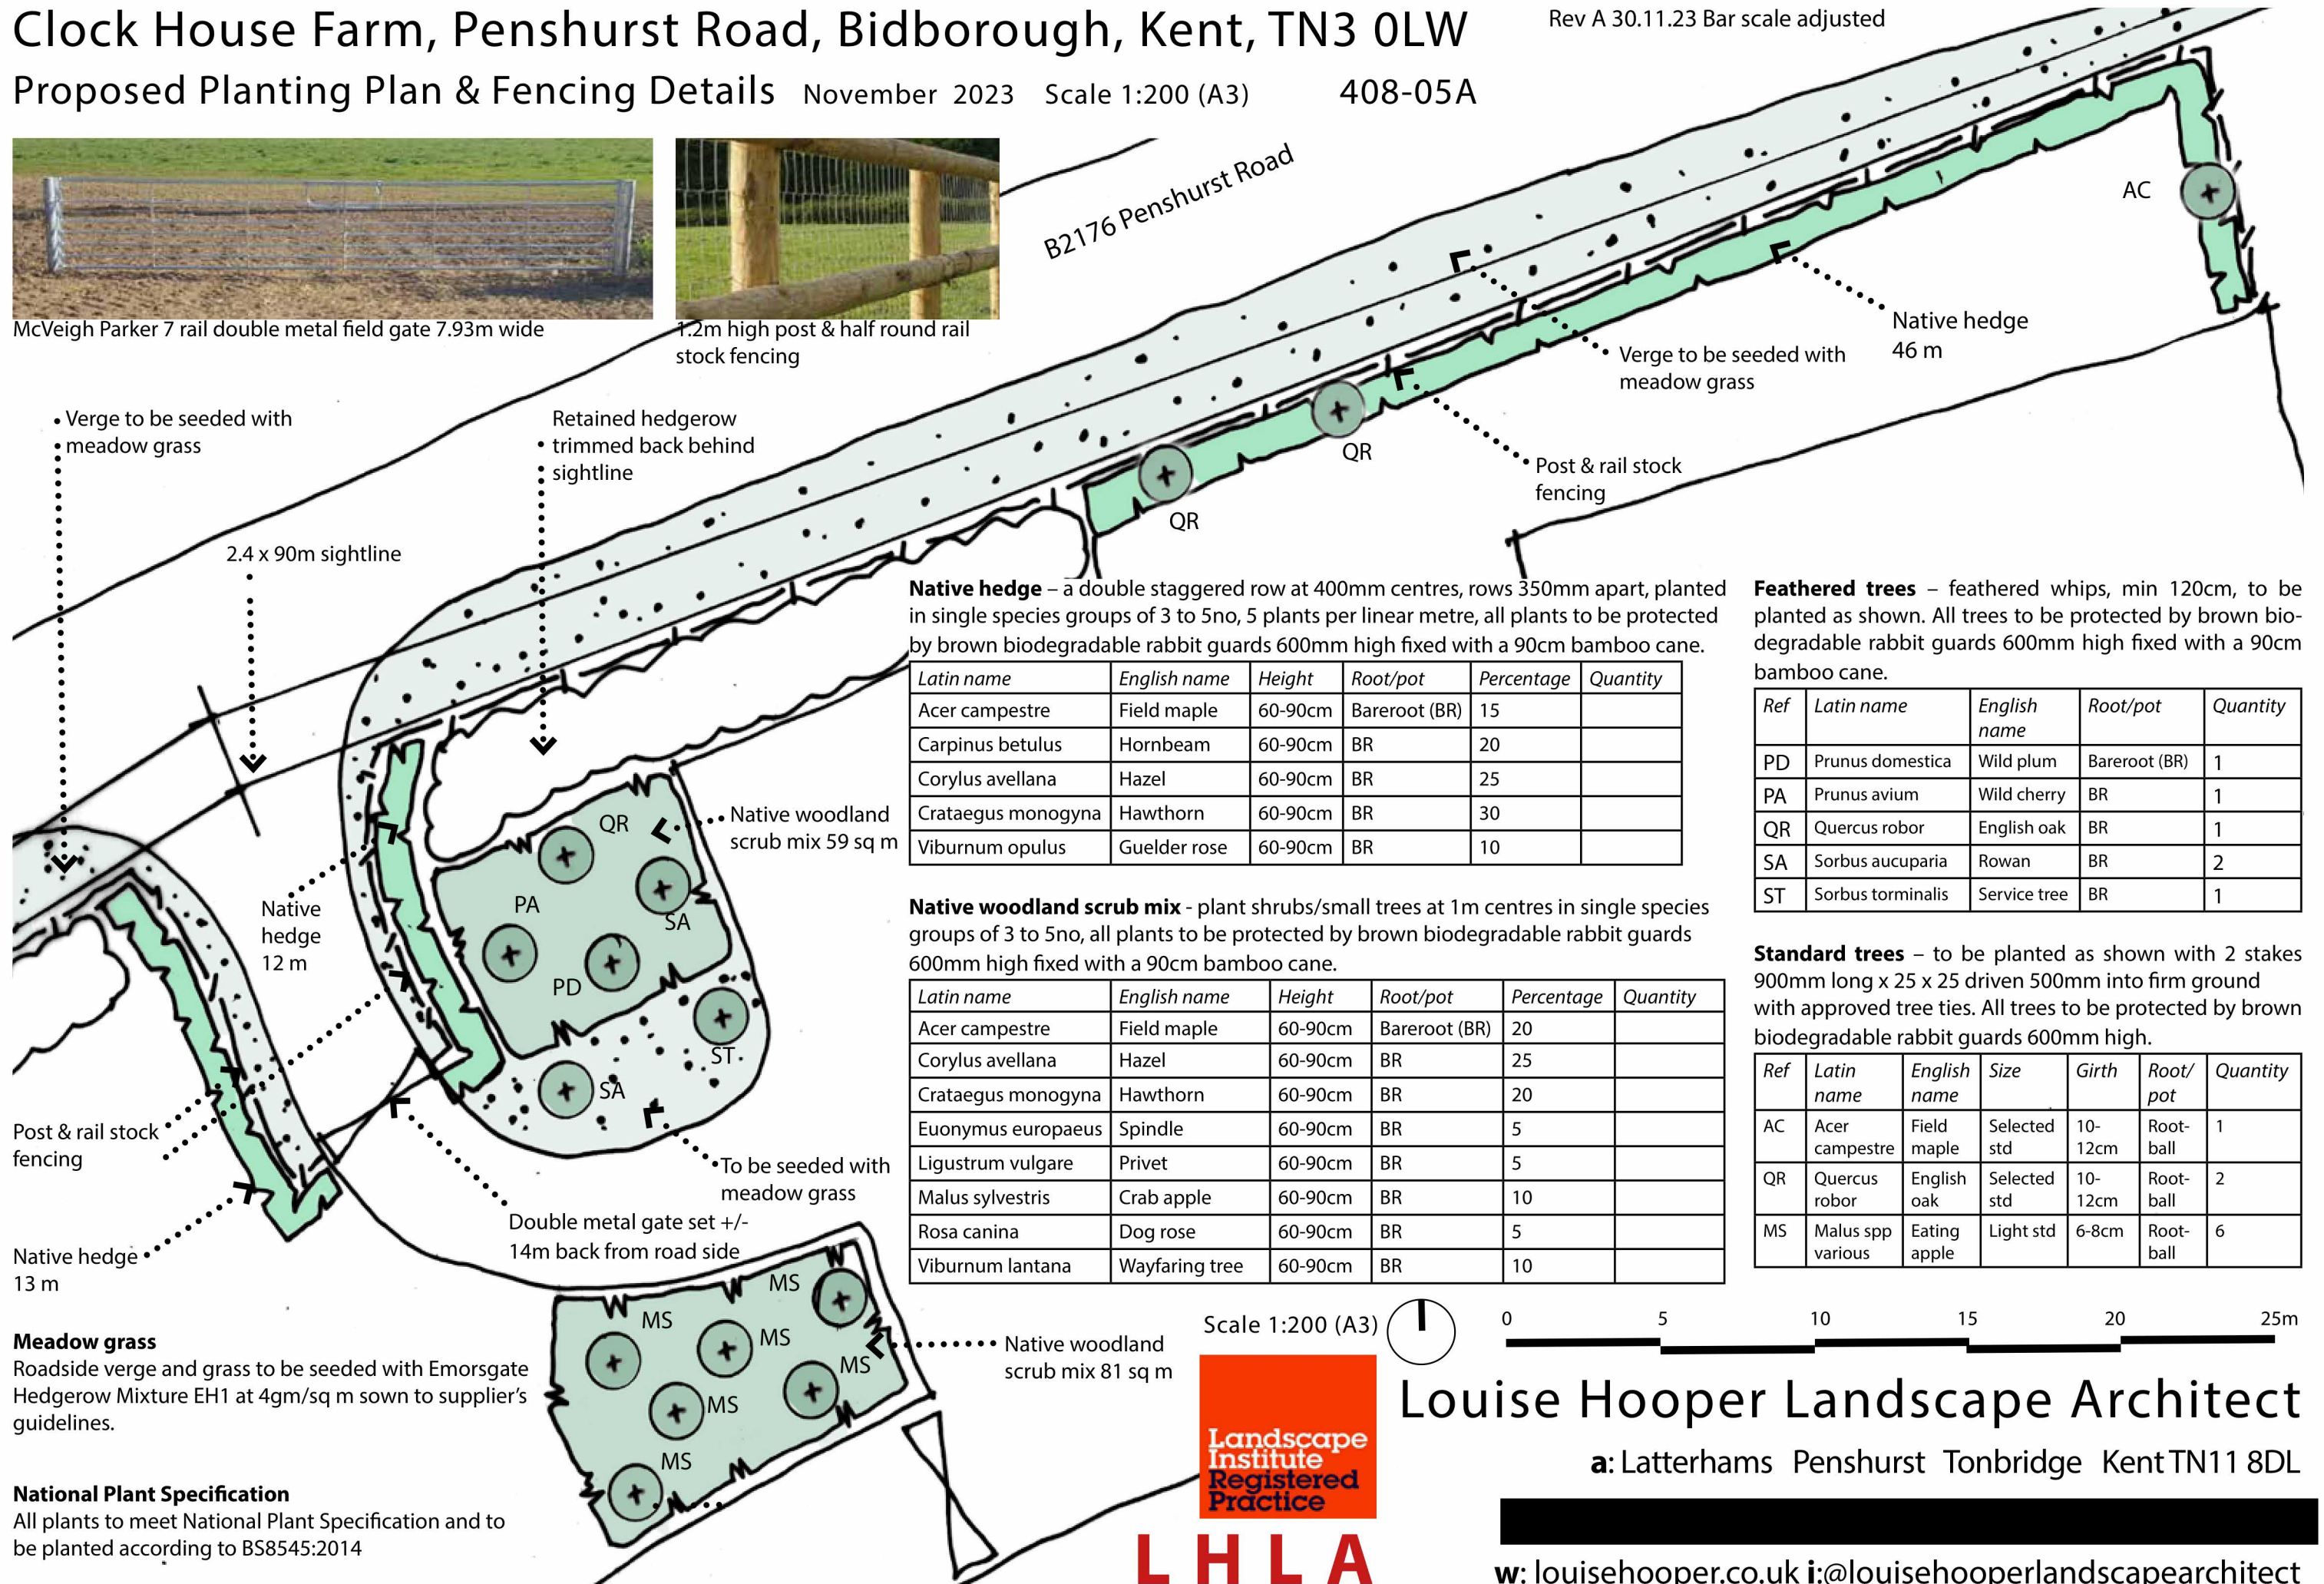 Clock House Farm, Penshurst Road, Bidborough, Kent, TN3 0LW
Rev A 30.11.23 Bar scale adjusted
Proposed Planting Plan & Fencing Details November 2023 Scale 1:200 (A3) 408-05A
McVeigh Parker 7 rail double metal field gate 7.93m wide
1.2m high post & half round rail
stock fencing
B2176 Penshurst Road
AC
Native hedge
46 m
Verge to be seeded with
meadow grass
QR
Post & rail stock
fencing
QR
Verge to be seeded with
meadow grass
Retained hedgerow
trimmed back behind
sightline
2.4 x 90m sightline
Native woodland
scrub mix 59 sq m
QR
PA
SA
PD
ST
SA
Native
hedge
12 m
Post & rail stock
fencing
To be seeded with
meadow grass
Double metal gate set +/-
14m back from road side
Native hedge
13 m
MS
MS
MS
MS
MS
MS
Native woodland
scrub mix 81 sq m
Meadow grass
Roadside verge and grass to be seeded with Emorsgate
Hedgerow Mixture EH1 at 4gm/sq m sown to supplier's
guidelines.
National Plant Specification
All plants to meet National Plant Specification and to
be planted according to BS8545:2014
Native hedge – a double staggered row at 400mm centres, rows 350mm apart, planted
in single species groups of 3 to 5no, 5 plants per linear metre, all plants to be protected
by brown biodegradable rabbit guards 600mm high fixed with a 90cm bamboo cane.
Latin name English name Height Root/pot Percentage Quantity
Acer campestre Field maple 60-90cm Bareroot (BR) 15
Carpinus betulus Hornbeam 60-90cm BR 20
Corylus avellana Hazel 60-90cm BR 25
Crataegus monogyna Hawthorn 60-90cm BR 30
Viburnum opulus Guelder rose 60-90cm BR 10
Native woodland scrub mix - plant shrubs/small trees at 1m centres in single species
groups of 3 to 5no, all plants to be protected by brown biodegradable rabbit guards
600mm high fixed with a 90cm bamboo cane.
Latin name English name Height Root/pot Percentage Quantity
Acer campestre Field maple 60-90cm Bareroot (BR) 20
Corylus avellana Hazel 60-90cm BR 25
Crataegus monogyna Hawthorn 60-90cm BR 20
Euonymus europaeus Spindle 60-90cm BR 5
Ligustrum vulgare Privet 60-90cm BR 5
Malus sylvestris Crab apple 60-90cm BR 10
Rosa canina Dog rose 60-90cm BR 5
Viburnum lantana Wayfaring tree 60-90cm BR 10
Feathered trees – feathered whips, min 120cm, to be
planted as shown. All trees to be protected by brown bio-
degradable rabbit guards 600mm high fixed with a 90cm
bamboo cane.
Ref Latin name English name Root/pot Quantity
PD Prunus domestica Wild plum Bareroot (BR) 1
PA Prunus avium Wild cherry BR 1
QR Quercus robor English oak BR 1
SA Sorbus aucuparia Rowan BR 2
ST Sorbus torminalis Service tree BR 1
Standard trees – to be planted as shown with 2 stakes
900mm long x 25 x 25 driven 500mm into firm ground
with approved tree ties. All trees to be protected by brown
biodegradable rabbit guards 600mm high.
Ref Latin name English name Size Girth Root/ pot Quantity
AC Acer campestre Field maple Selected std 10-12cm Root-ball 1
QR Quercus robor English oak Selected std 10-12cm Root-ball 2
MS Malus spp various Eating apple Light std 6-8cm Root-ball 6
Scale 1:200 (A3)
0 5 10 15 20 25m
Landscape
Institute
Registered
Practice
LHLA
Louise Hooper Landscape Architect
a: Latterhams Penshurst Tonbridge Kent TN11 8DL
w: louisehooper.co.uk i:@louisehooperlandscapearchitect